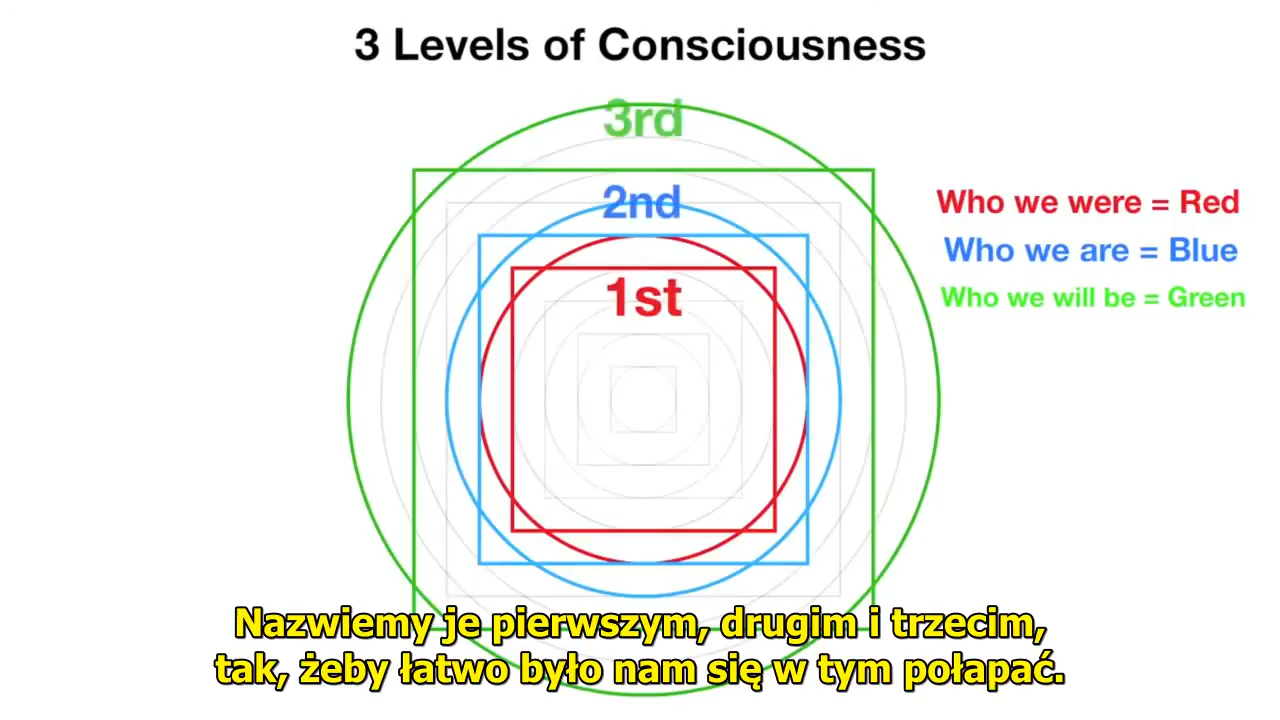 3 Levels of Consciousness
3rd
2nd
1st
Who we were = Red
Who we are = Blue
Who we will be = Green
Nazwiemy je pierwszym, drugim i trzecim,
tak, żeby łatwo było nam się w tym połapać.